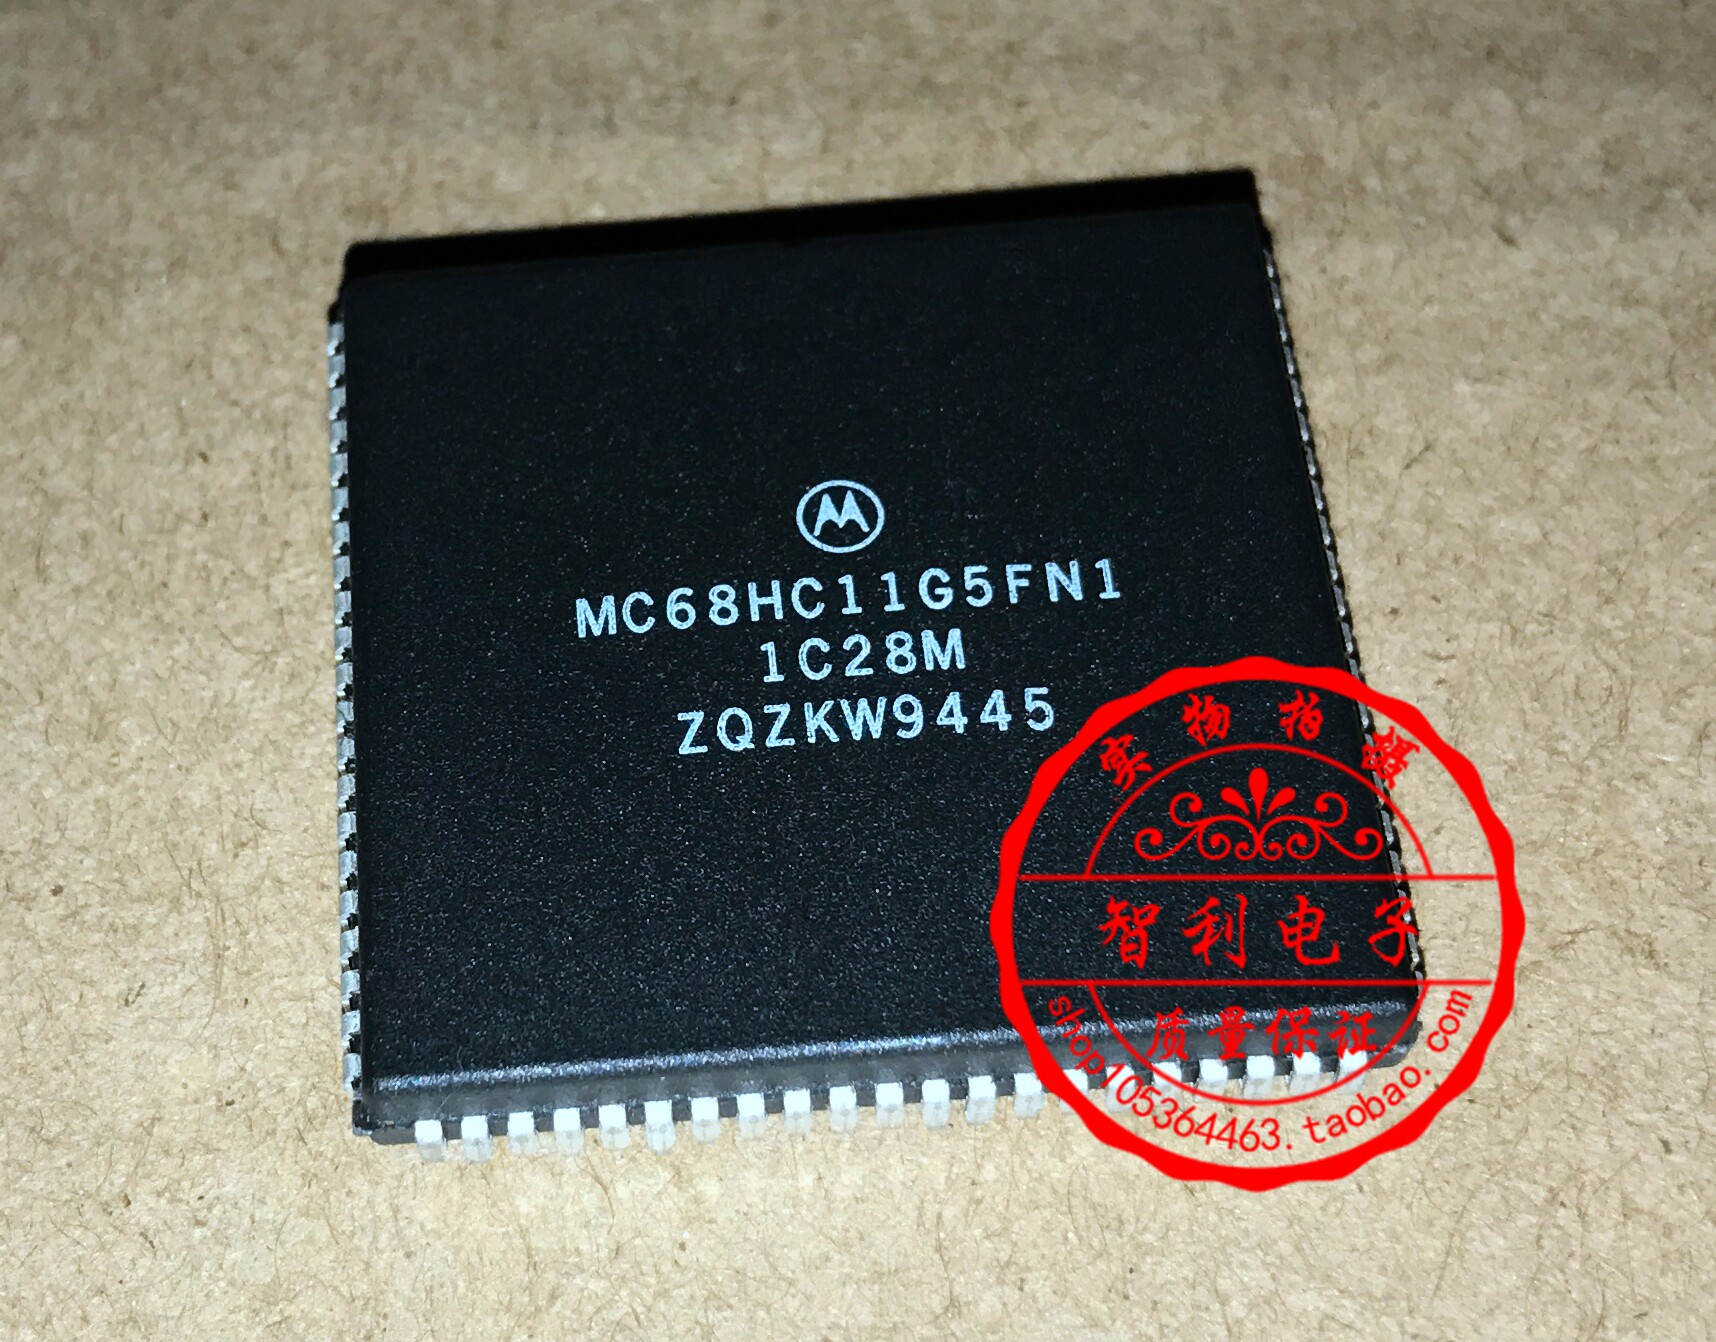 MC68HC11G5FN1
1C28M
ZQZKW9445
实物拍摄
智利电子
质量保证
shop105364463.taobao.com